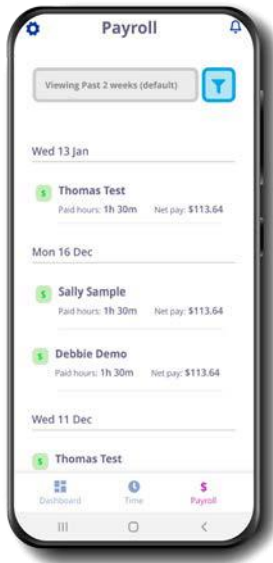 Payroll
Viewing Past 2 weeks (default)
Wed 13 Jan
$ Thomas Test
Paid hours: 1h 30m Net pay: $113.64
Mon 16 Dec
$ Sally Sample
Paid hours: 1h 30m Net pay: $113.64
$ Debbie Demo
Paid hours: 1h 30m Net pay: $113.64
Wed 11 Dec
$ Thomas Test
$
Dashboard Time Payroll